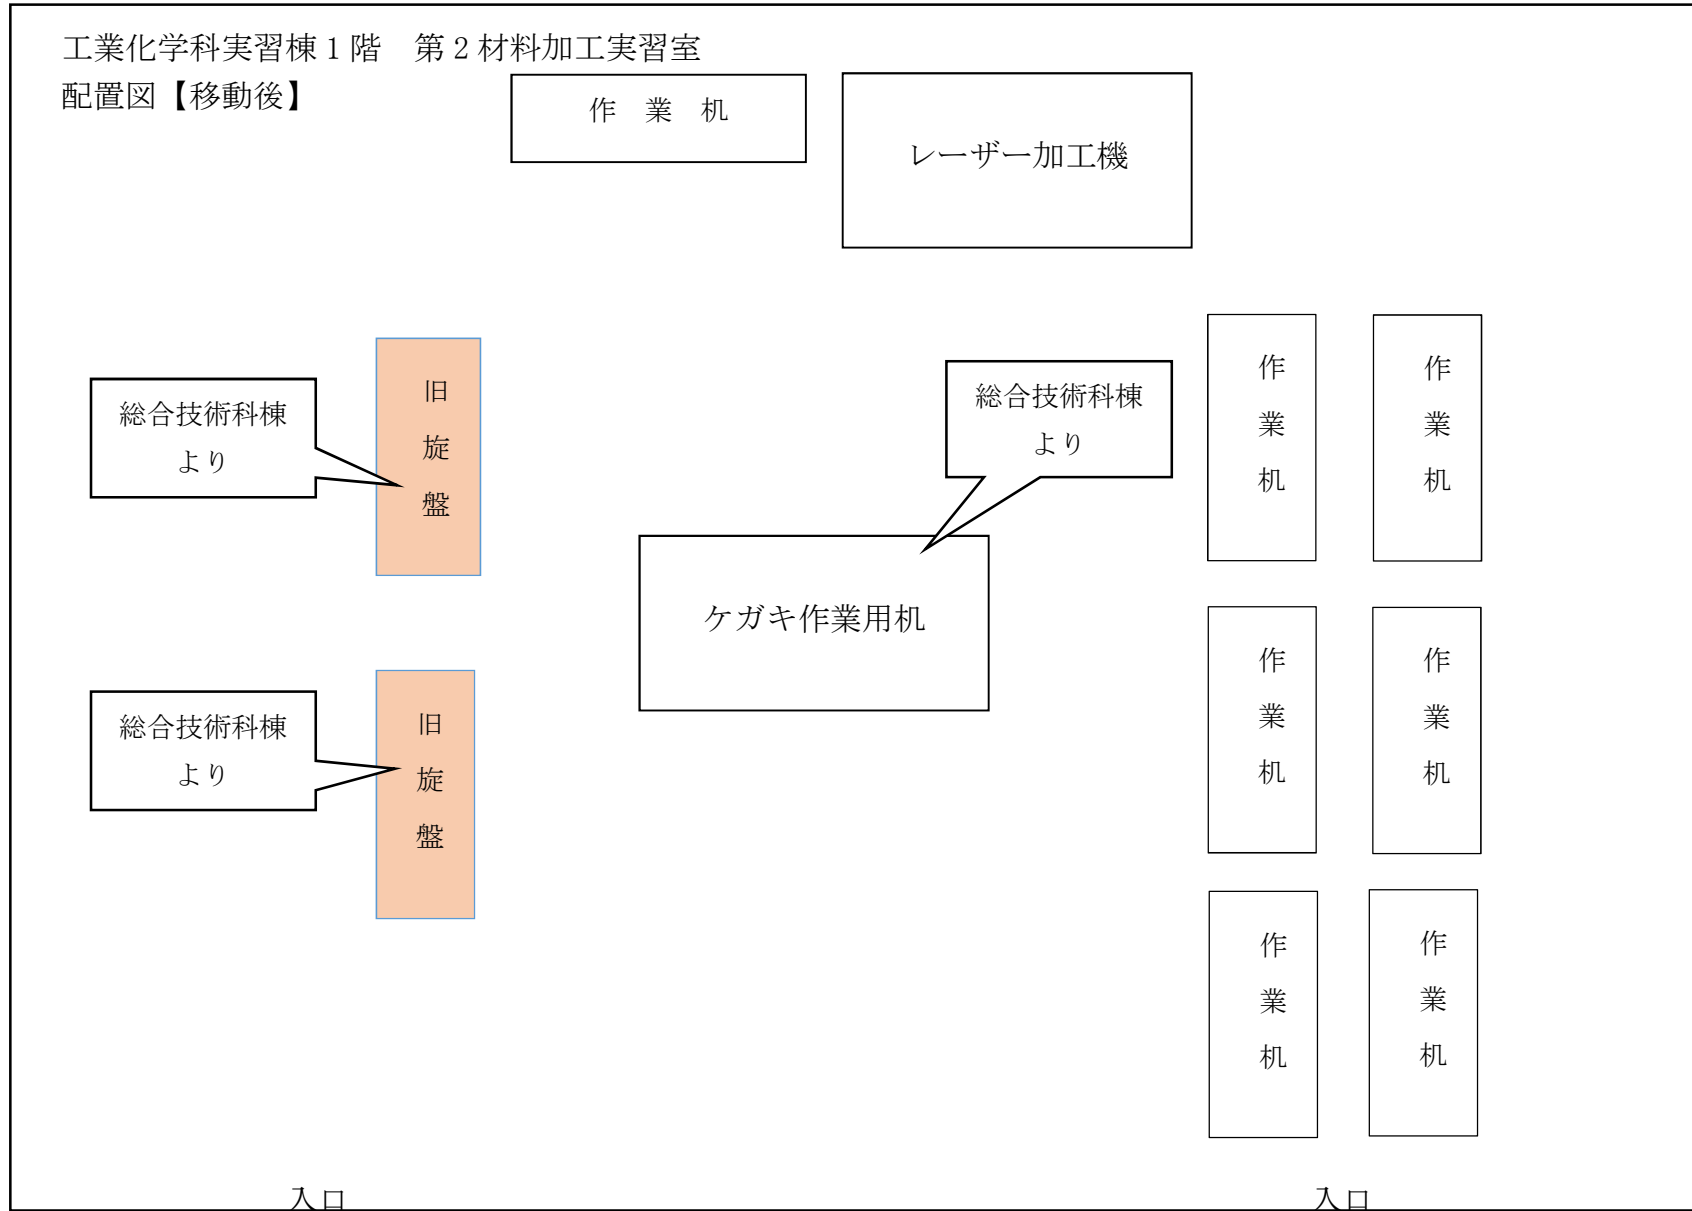 工業化学科実習棟1階　第2材料加工実習室
配置図【移動後】
作　業　机
レーザー加工機
総合技術科棟
より
旧旋盤
総合技術科棟
より
作業机
作業机
ケガキ作業用机
総合技術科棟
より
旧旋盤
作業机
作業机
作業机
作業机
入口
入口